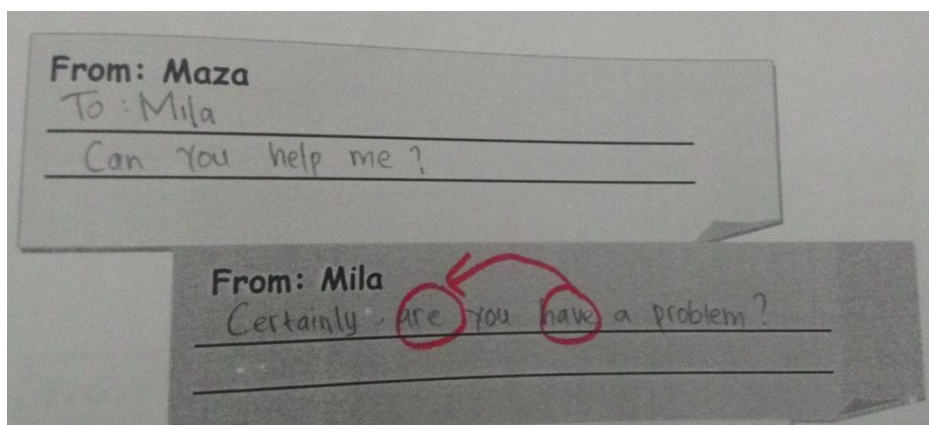 From: Maza
To : Mila
Can You help me ?
From: Mila
Certainly . are you have a problem ?